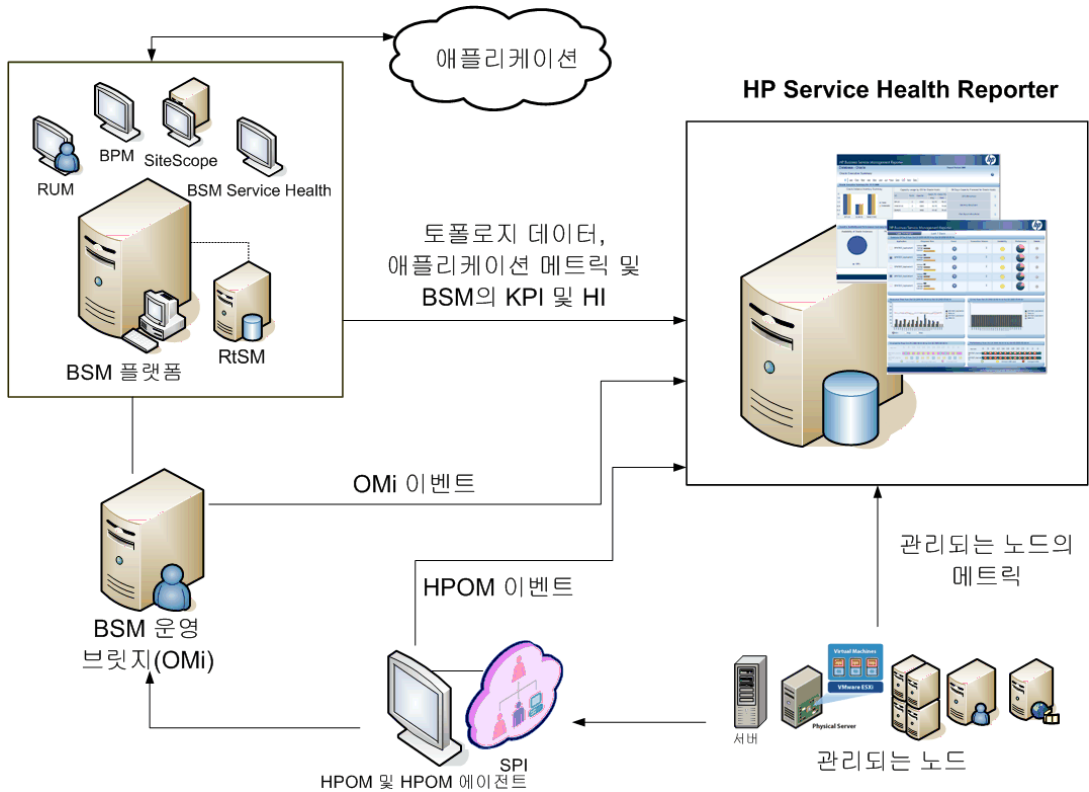 애플리케이션
HP Service Health Reporter
RUM
BPM
SiteScope
BSM Service Health
BSM 플랫폼
RtSM
토폴로지 데이터,
애플리케이션 메트릭 및
BSM의 KPI 및 HI
OMi 이벤트
HPOM 이벤트
관리되는 노드의
메트릭
BSM 운영
브릿지(OMi)
SPI
HPOM 및 HPOM 에이전트
Virtual Machines
VMware ESXi
Physical Server
서버
관리되는 노드